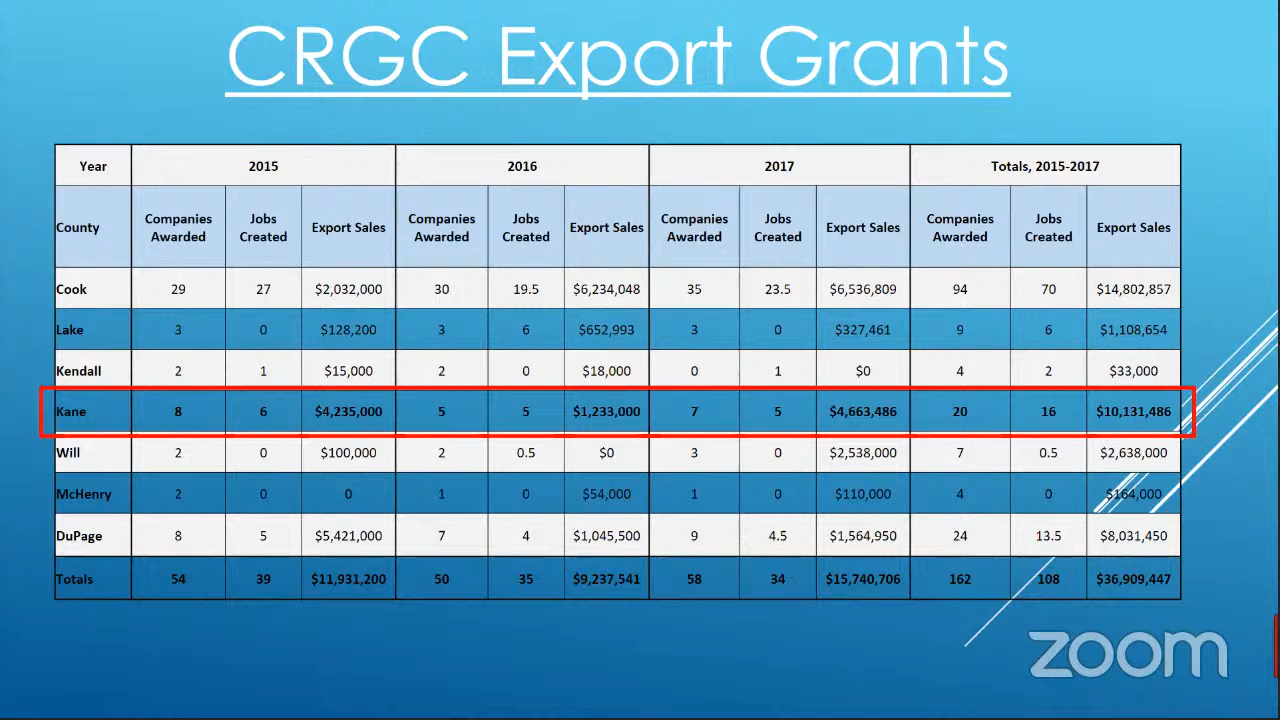 CRGC Export Grants
Year 2015 2016 2017 Totals, 2015-2017
County Companies Awarded Jobs Created Export Sales Companies Awarded Jobs Created Export Sales Companies Awarded Jobs Created Export Sales Companies Awarded Jobs Created Export Sales
Cook 29 27 $2,032,000 30 19.5 $6,234,048 35 23.5 $6,536,809 94 70 $14,802,857
Lake 3 0 $128,200 3 6 $652,993 3 0 $327,461 9 6 $1,108,654
Kendall 2 1 $15,000 2 0 $18,000 0 1 $0 4 2 $33,000
Kane 8 6 $4,235,000 5 5 $1,233,000 7 5 $4,663,486 20 16 $10,131,486
Will 2 0 $100,000 2 0.5 $0 3 0 $2,538,000 7 0.5 $2,638,000
McHenry 2 0 0 1 0 $54,000 1 0 $110,000 4 0 $164,000
DuPage 8 5 $5,421,000 7 4 $1,045,500 9 4.5 $1,564,950 24 13.5 $8,031,450
Totals 54 39 $11,931,200 50 35 $9,237,541 58 34 $15,740,706 162 108 $36,909,447
zoom